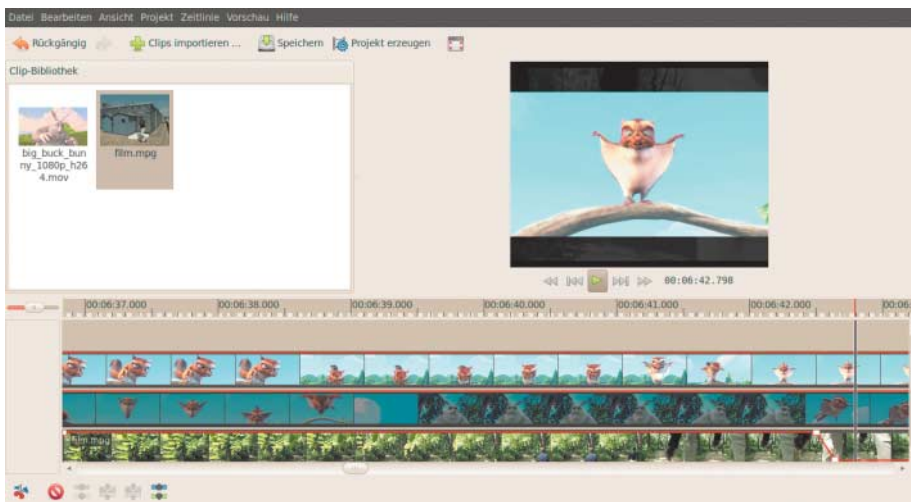 Datei Bearbeiten Ansicht Projekt Zeitlinie Vorschau Hilfe
Rückgängig Clips importieren ... Speichern Projekt erzeugen
Clip-Bibliothek
big_buck_bun
ny_1080p_h26
4.mov
film.mpg
00:06:42.798
00:06:37.000 00:06:38.000 00:06:39.000 00:06:40.000 00:06:41.000 00:06:42.000 00:06
film.mpg